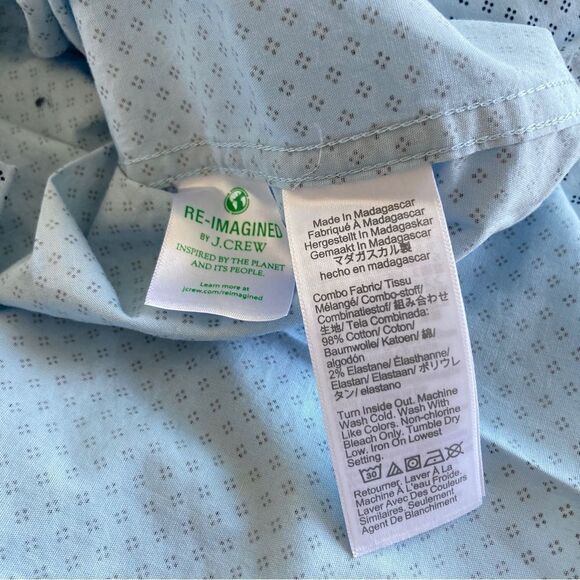 RE-IMAGINED
BY J.CREW
INSPIRED BY THE PLANET
AND ITS PEOPLE.
Learn more at
jcrew.com/reimagined
Made In Madagascar
Fabriqué À Madagascar
Hergestellt In Madagaskar
Gemaakt In Madagascar
マダガスカル製
hecho en madagascar
Combo Fabric/ Tissu
Mélangé/ Combo-stoff/
Combinatiestof/ 組み合わせ
生地/ Tela Combinada:
98% Cotton/ Coton/
Baumwolle/ Katoen/ 綿/
algodón
2% Elastane/ Élasthanne/
Elastan/ Elastaan/ ポリウレ
タン/ elastano
Turn Inside Out. Machine
Wash Cold. Wash With
Like Colors. Non-chlorine
Bleach Only. Tumble Dry
Low. Iron On Lowest
Setting.
30
Retourner. Laver À La
Machine À L'eau Froide.
Laver Avec Des Couleurs
Similaires. Seulement
Agent De Blanchiment